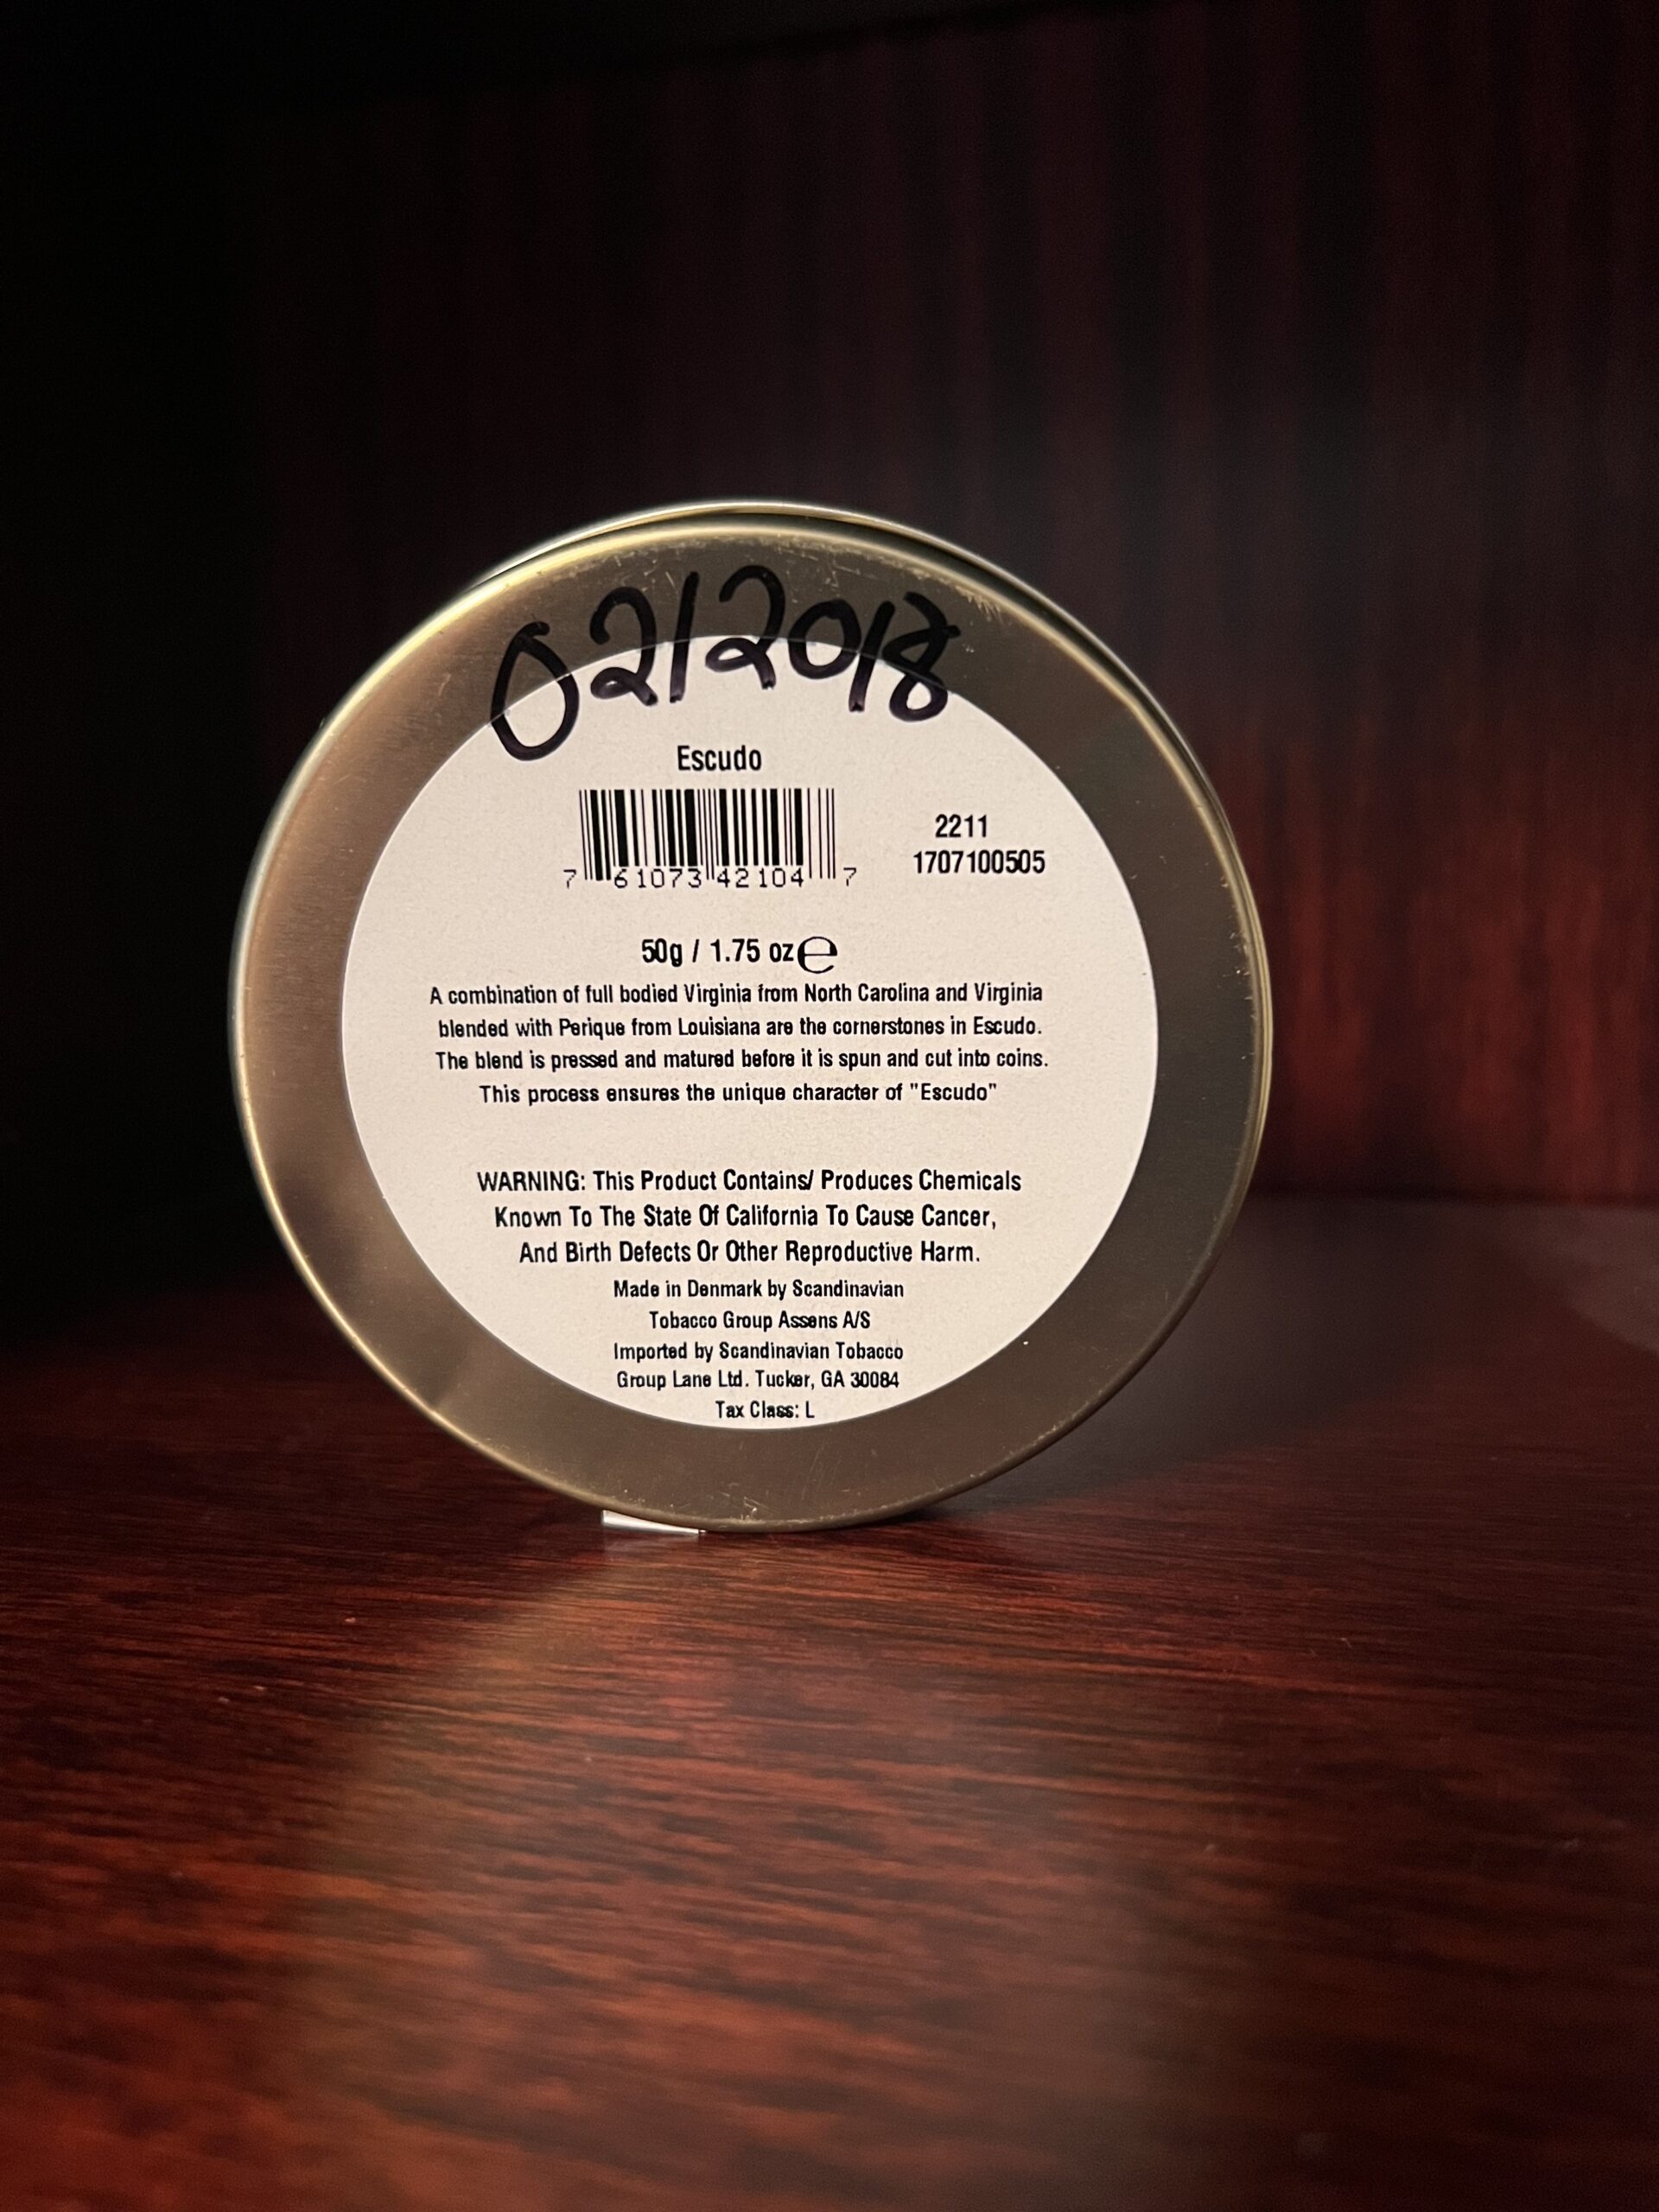 02/2018
Escudo
2211
7 61073 42104 7
1707100505
50g / 1.75 oz ℮
A combination of full bodied Virginia from North Carolina and Virginia
blended with Perique from Louisiana are the cornerstones in Escudo.
The blend is pressed and matured before it is spun and cut into coins.
This process ensures the unique character of "Escudo"
WARNING: This Product Contains/ Produces Chemicals
Known To The State Of California To Cause Cancer,
And Birth Defects Or Other Reproductive Harm.
Made in Denmark by Scandinavian
Tobacco Group Assens A/S
Imported by Scandinavian Tobacco
Group Lane Ltd. Tucker, GA 30084
Tax Class: L